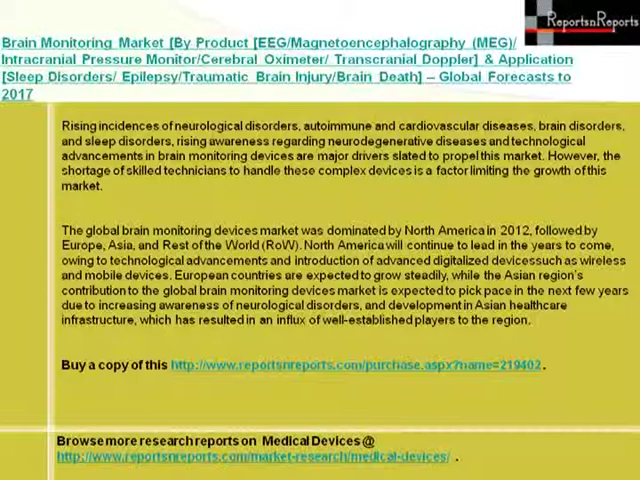 ReportsnReports
Brain Monitoring Market [By Product [EEG/Magnetoencephalography (MEG)/
Intracranial Pressure Monitor/Cerebral Oximeter/ Transcranial Doppler] & Application
[Sleep Disorders/ Epilepsy/Traumatic Brain Injury/Brain Death] – Global Forecasts to
2017
Rising incidences of neurological disorders, autoimmune and cardiovascular diseases, brain disorders,
and sleep disorders, rising awareness regarding neurodegenerative diseases and technological
advancements in brain monitoring devices are major drivers slated to propel this market. However, the
shortage of skilled technicians to handle these complex devices is a factor limiting the growth of this
market.
The global brain monitoring devices market was dominated by North America in 2012, followed by
Europe, Asia, and Rest of the World (RoW). North America will continue to lead in the years to come,
owing to technological advancements and introduction of advanced digitalized devices such as wireless
and mobile devices. European countries are expected to grow steadily, while the Asian region's
contribution to the global brain monitoring devices market is expected to pick pace in the next few years
due to increasing awareness of neurological disorders, and development in Asian healthcare
infrastructure, which has resulted in an influx of well-established players to the region.
Buy a copy of this http://www.reportsnreports.com/purchase.aspx?name=219402.
Browse more research reports on Medical Devices @
http://www.reportsnreports.com/market-research/medical-devices/ .